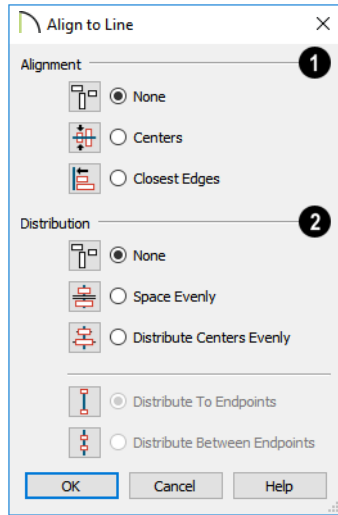 Align to Line
Alignment
1
None
Centers
Closest Edges
Distribution
2
None
Space Evenly
Distribute Centers Evenly
Distribute To Endpoints
Distribute Between Endpoints
OK Cancel Help